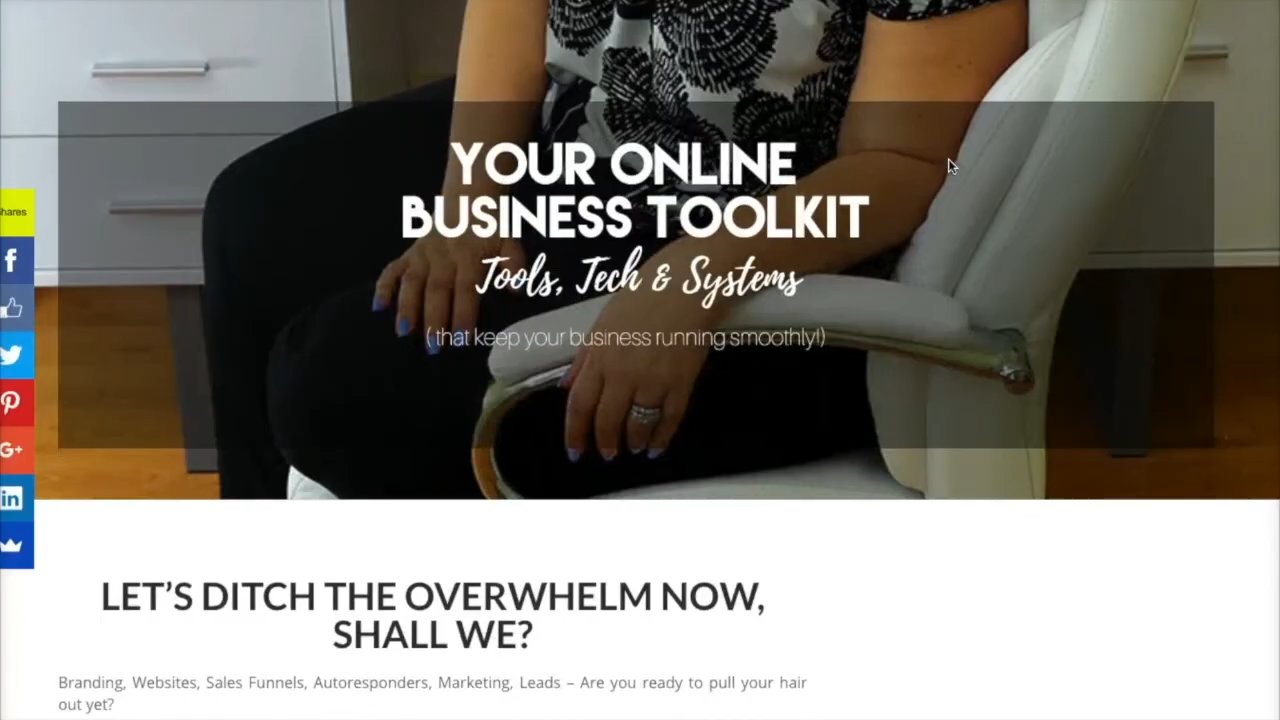 YOUR ONLINE
BUSINESS TOOLKIT
Tools, Tech & Systems
( that keep your business running smoothly!)
hares
f
G+
in
LET’S DITCH THE OVERWHELM NOW,
SHALL WE?
Branding, Websites, Sales Funnels, Autoresponders, Marketing, Leads – Are you ready to pull your hair
out yet?